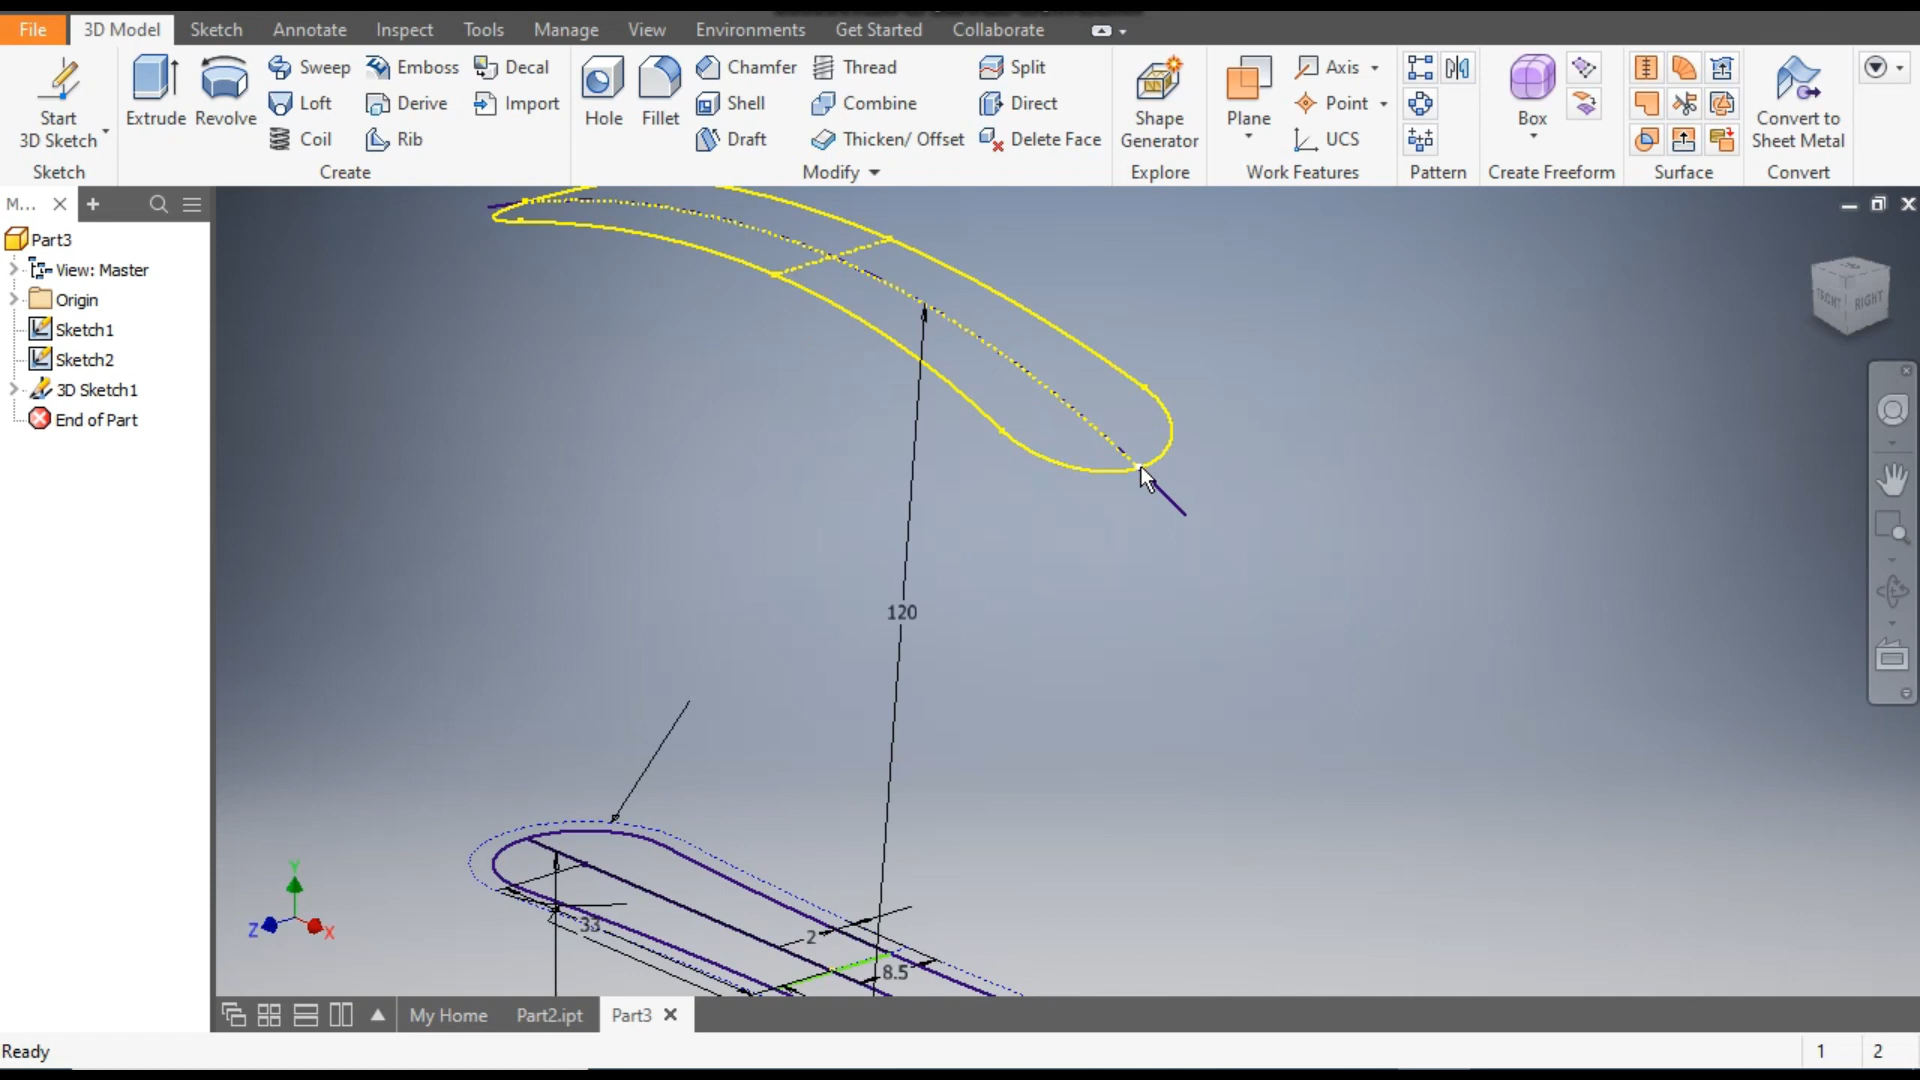 File 3D Model Sketch Annotate Inspect Tools Manage View Environments Get Started Collaborate
Start
3D Sketch
Sketch
Extrude
Revolve
Sweep
Loft
Coil
Emboss
Derive
Rib
Decal
Import
Create
Hole
Fillet
Chamfer
Shell
Draft
Thread
Combine
Thicken/ Offset
Split
Direct
Delete Face
Modify
Shape
Generator
Explore
Plane
Axis
Point
UCS
Work Features
Pattern
Box
Create Freeform
Surface
Convert to
Sheet Metal
Convert
M...
Part3
View: Master
Origin
Sketch1
Sketch2
3D Sketch1
End of Part
FRONT
RIGHT
120
33
2
8.5
Y
Z
X
My Home
Part2.ipt
Part3
Ready
1
2